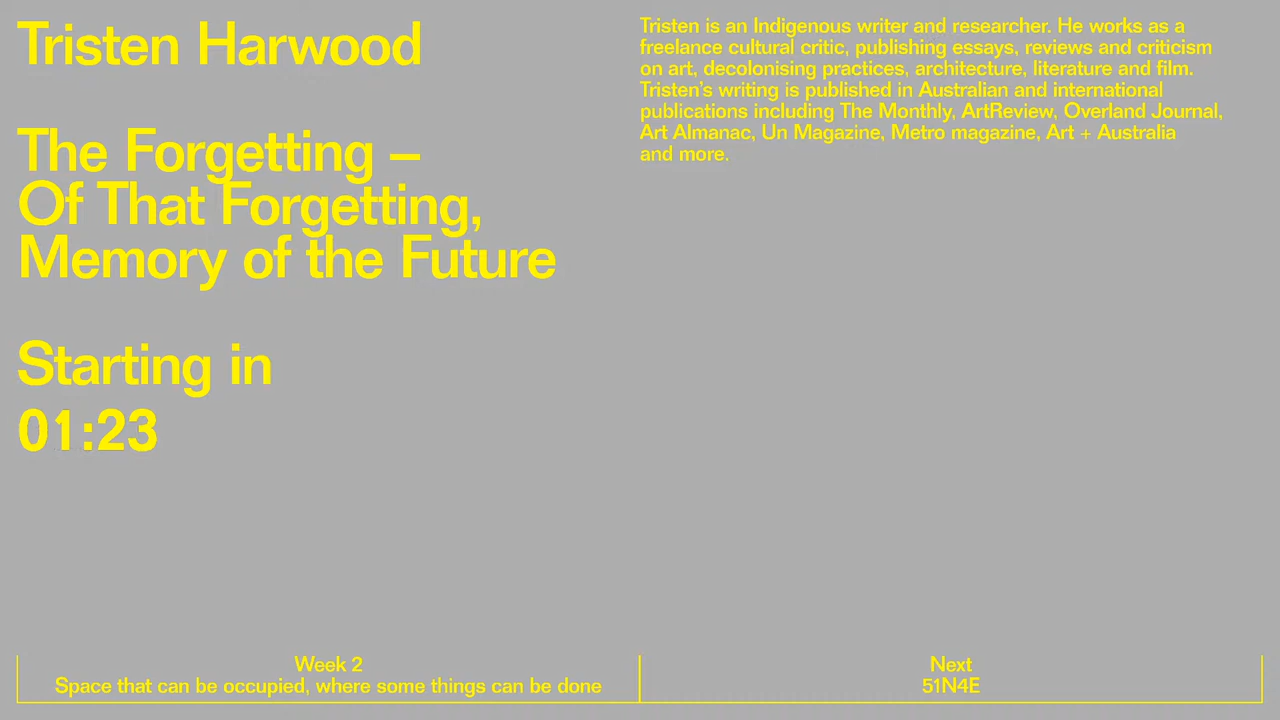 Tristen Harwood
The Forgetting –
Of That Forgetting,
Memory of the Future
Starting in
01:23
Tristen is an Indigenous writer and researcher. He works as a
freelance cultural critic, publishing essays, reviews and criticism
on art, decolonising practices, architecture, literature and film.
Tristen’s writing is published in Australian and international
publications including The Monthly, ArtReview, Overland Journal,
Art Almanac, Un Magazine, Metro magazine, Art + Australia
and more.
Week 2
Space that can be occupied, where some things can be done
Next
51N4E